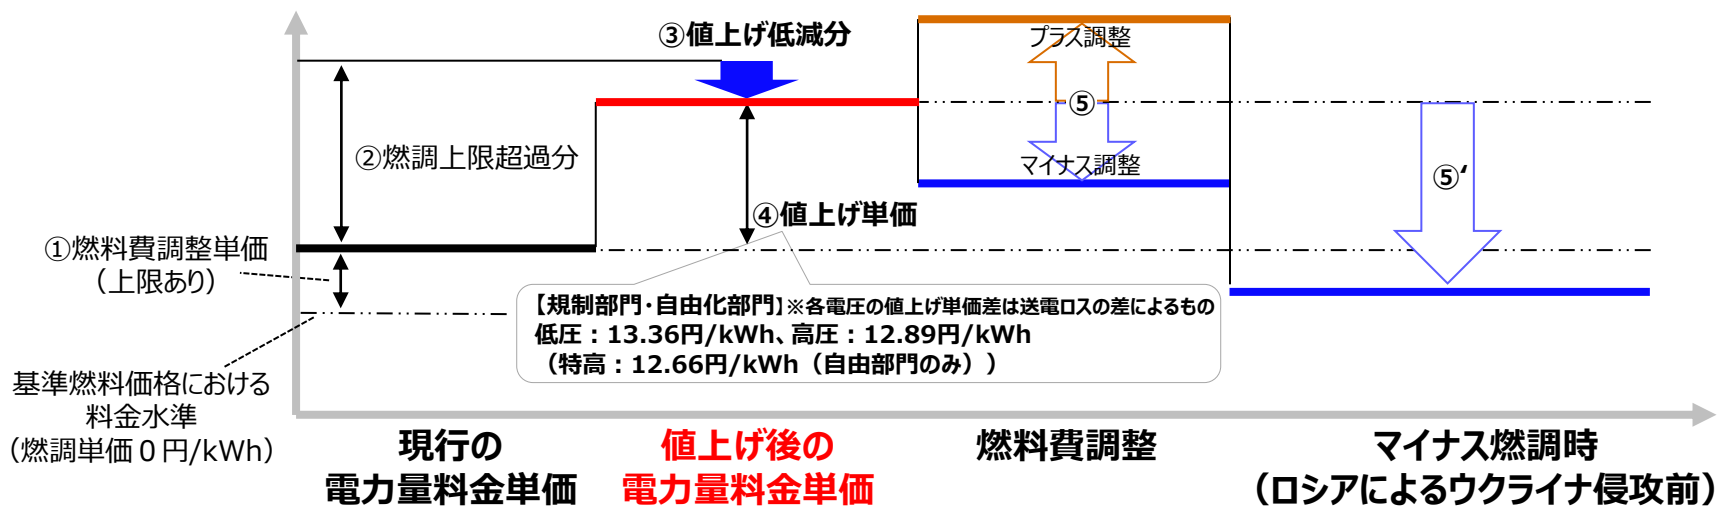 ③値上げ低減分
プラス調整
⑤
②燃調上限超過分
マイナス調整
⑤‘
④値上げ単価
①燃料費調整単価
（上限あり）
【規制部門・自由化部門】※各電圧の値上げ単価差は送電ロスの差によるもの
低圧：13.36円/kWh、高圧：12.89円/kWh
（特高：12.66円/kWh（自由部門のみ））
基準燃料価格における
料金水準
（燃調単価０円/kWh）
現行の
電力量料金単価
値上げ後の
電力量料金単価
燃料費調整
マイナス燃調時
（ロシアによるウクライナ侵攻前）